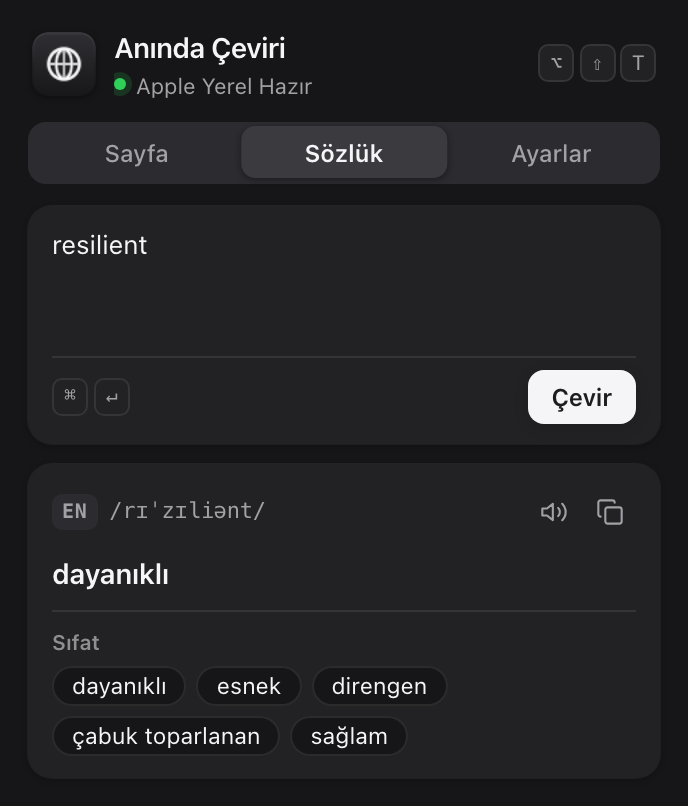 Anında Çeviri
Apple Yerel Hazır
⌥ ⇧ T
Sayfa Sözlük Ayarlar
resilient
⌘ ↵ Çevir
EN /rɪˈzɪliənt/
dayanıklı
Sıfat
dayanıklı esnek direngen
çabuk toparlanan sağlam